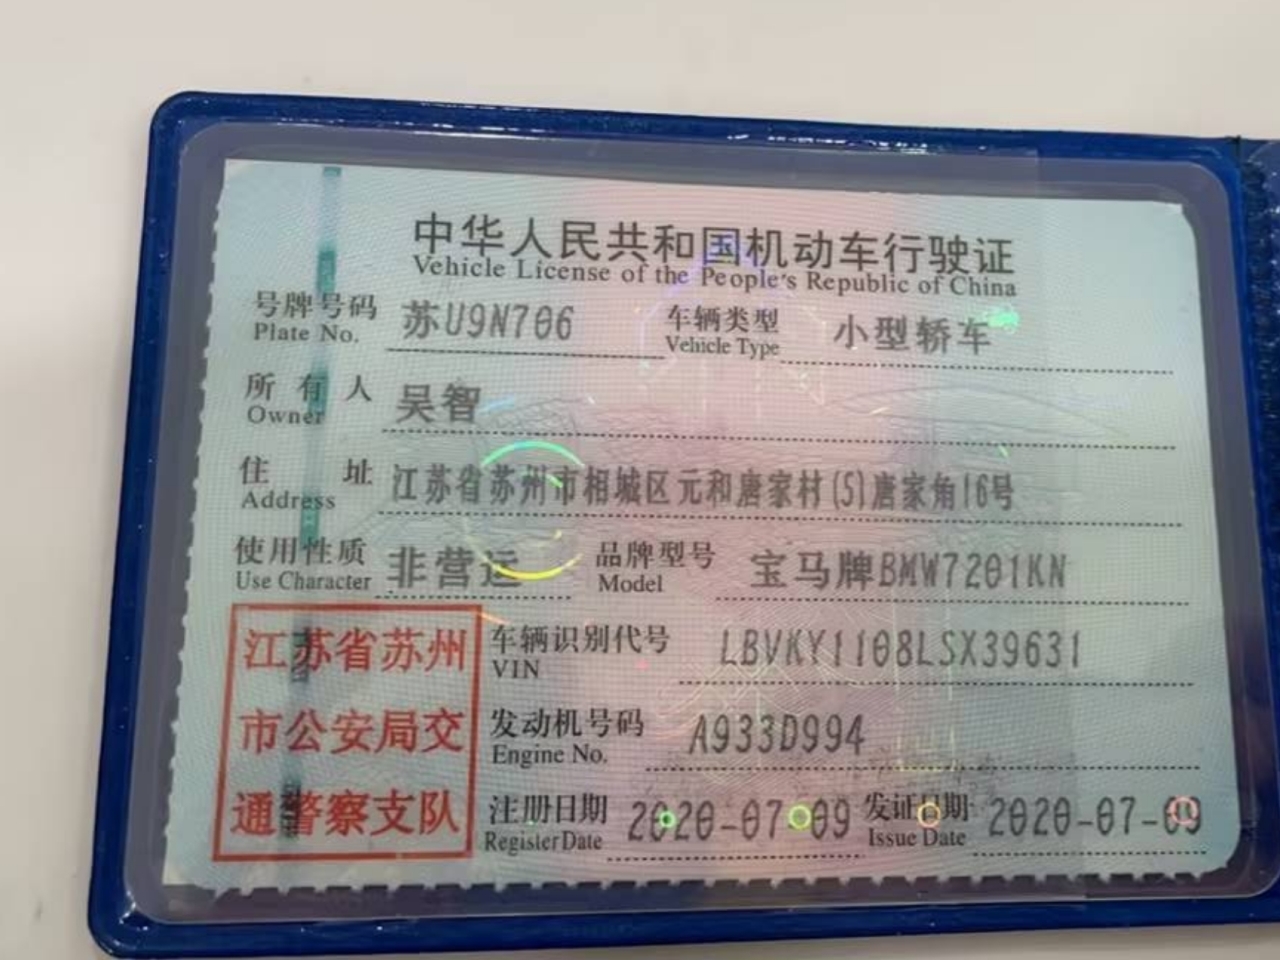 中华人民共和国机动车行驶证
Vehicle License of the People's Republic of China
号牌号码 苏U9N706 车辆类型 小型轿车
Plate No. Vehicle Type
所有人 吴智
Owner
住址 江苏省苏州市相城区元和唐家村(5)唐家角16号
Address
使用性质 非营运 品牌型号 宝马牌BMW7201KN
Use Character Model
江苏省苏州
市公安局交
通警察支队
车辆识别代号 LBVKY1108LSX39631
VIN
发动机号码 A933D994
Engine No.
注册日期 2020-07-09 发证日期 2020-07-09
Register Date Issue Date